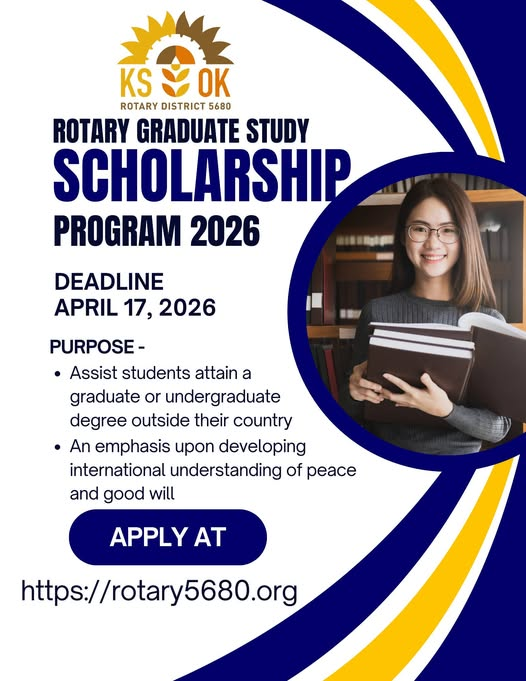 KS OK
ROTARY DISTRICT 5680
ROTARY GRADUATE STUDY
SCHOLARSHIP
PROGRAM 2026
DEADLINE
APRIL 17, 2026
PURPOSE -
• Assist students attain a
graduate or undergraduate
degree outside their country
• An emphasis upon developing
international understanding of peace
and good will
APPLY AT
https://rotary5680.org